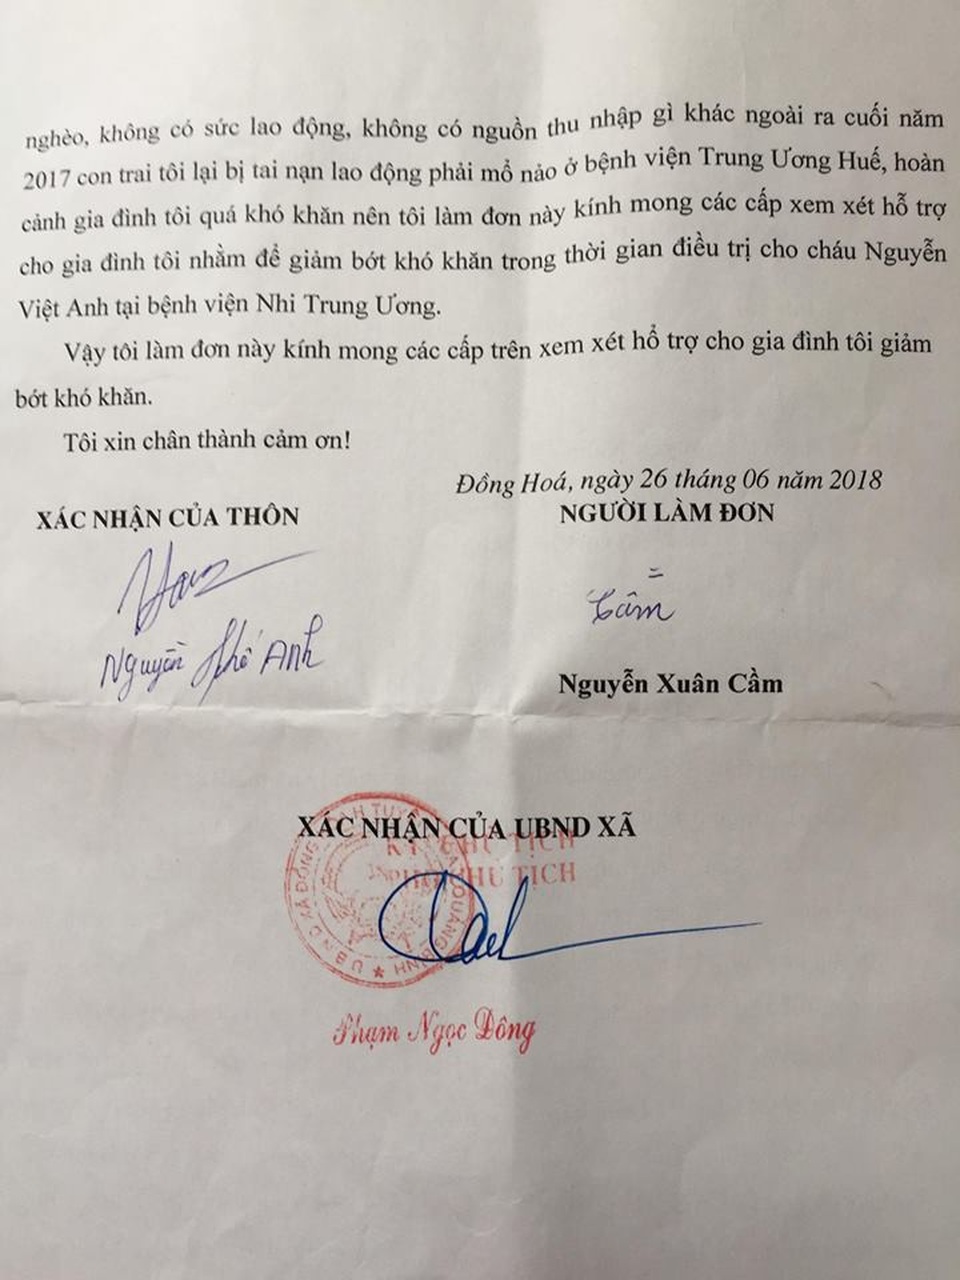 nghèo, không có sức lao động, không có nguồn thu nhập gì khác ngoài ra cuối năm
2017 con trai tôi lại bị tai nạn lao động phải mổ não ở bệnh viện Trung Ương Huế, hoàn
cảnh gia đình tôi quá khó khăn nên tôi làm đơn này kính mong các cấp xem xét hỗ trợ
cho gia đình tôi nhằm để giảm bớt khó khăn trong thời gian điều trị cho cháu Nguyễn
Việt Anh tại bệnh viện Nhi Trung Ương.
Vậy tôi làm đơn này kính mong các cấp trên xem xét hổ trợ cho gia đình tôi giảm
bớt khó khăn.
Tôi xin chân thành cảm ơn!
Đồng Hoá, ngày 26 tháng 06 năm 2018
XÁC NHẬN CỦA THÔN
NGƯỜI LÀM ĐƠN
Cầm
Nguyễn Thế Anh
Nguyễn Xuân Cầm
XÁC NHẬN CỦA UBND XÃ
CHỦ TỊCH
CHỦ TỊCH
U.B.N.D XÃ ĐỒNG
QUẢNG BÌNH
Phạm Ngọc Đông